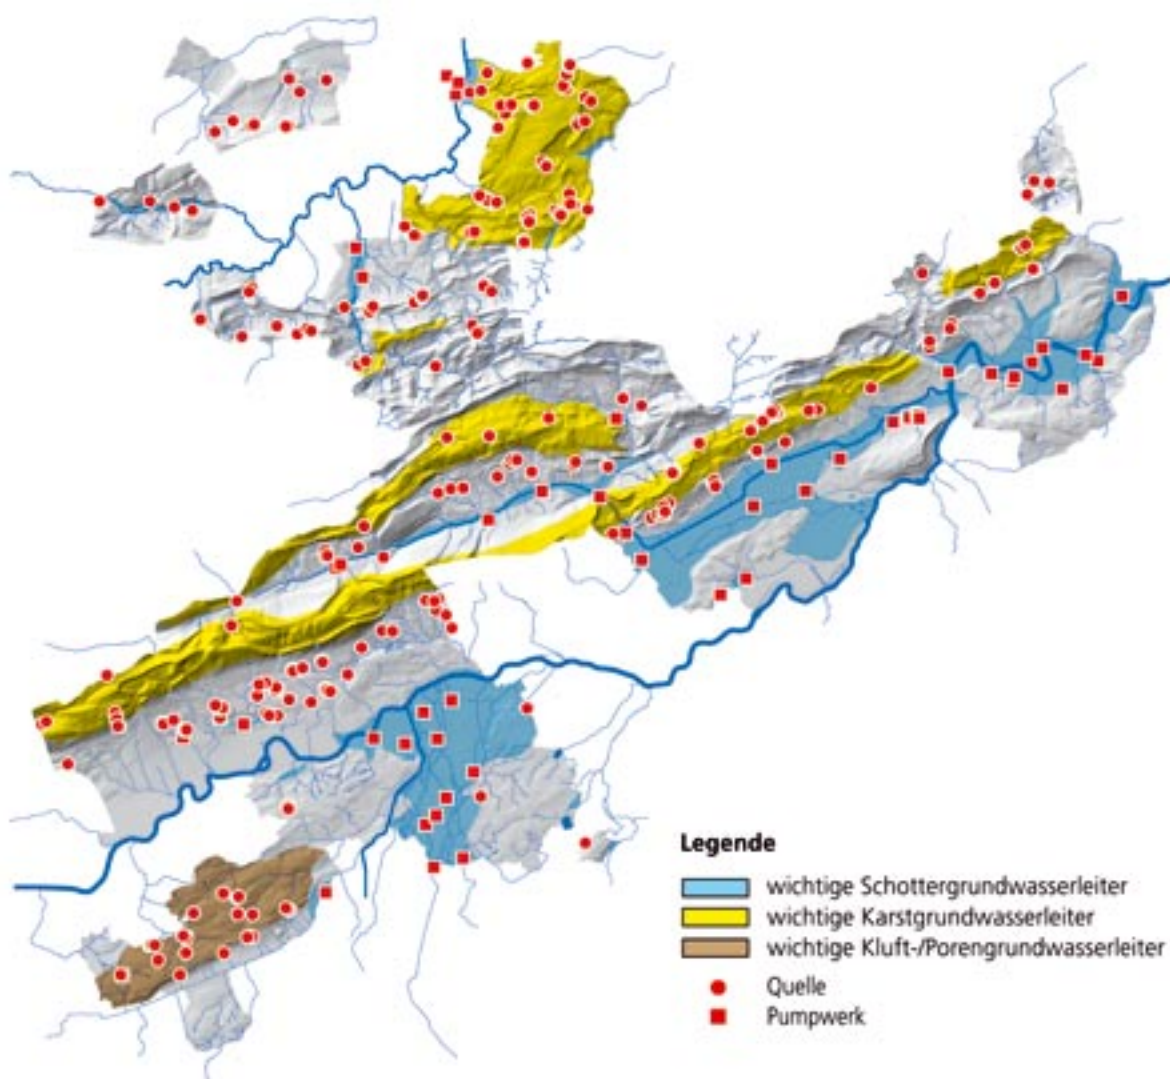 Legende
wichtige Schottergrundwasserleiter
wichtige Karstgrundwasserleiter
wichtige Kluft-/Porengrundwasserleiter
Quelle
Pumpwerk